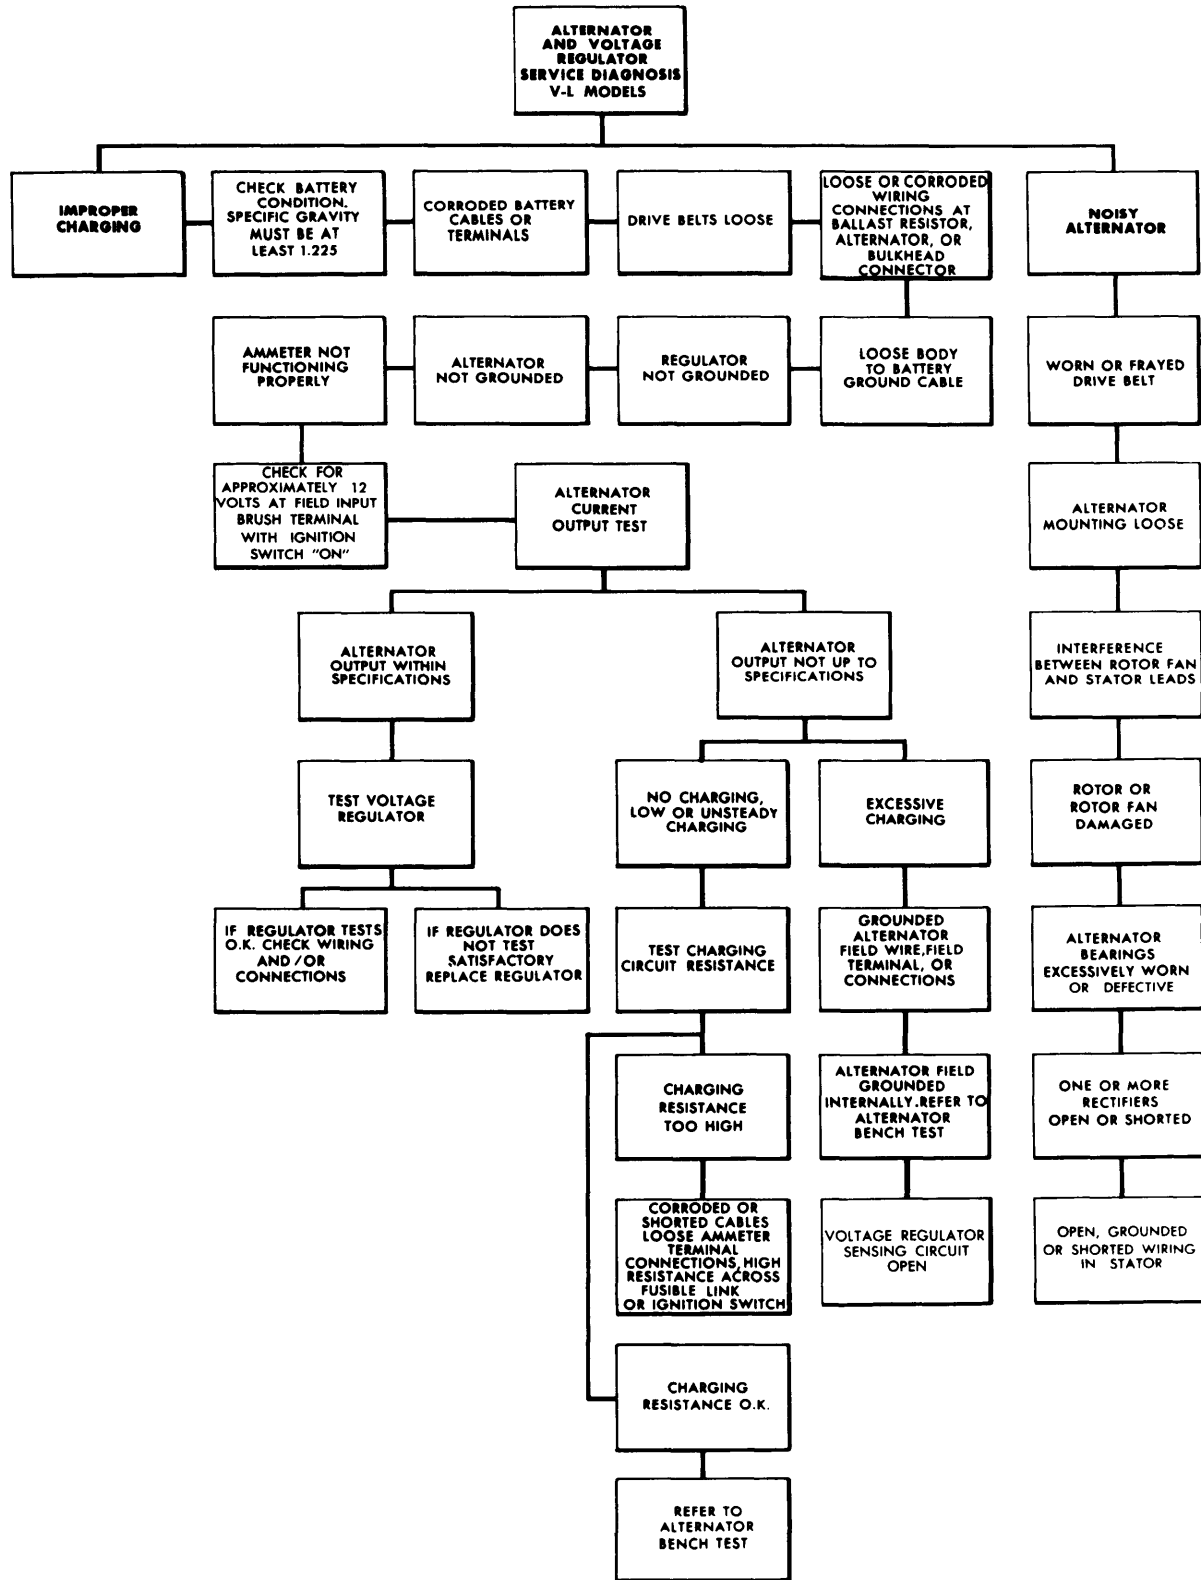 ALTERNATOR
AND VOLTAGE
REGULATOR
SERVICE DIAGNOSIS
V-L MODELS
IMPROPER
CHARGING
CHECK BATTERY
CONDITION.
SPECIFIC GRAVITY
MUST BE AT
LEAST 1.225
CORRODED BATTERY
CABLES OR
TERMINALS
DRIVE BELTS LOOSE
LOOSE OR CORRODED
WIRING
CONNECTIONS AT
BALLAST RESISTOR,
ALTERNATOR, OR
BULKHEAD
CONNECTOR
NOISY
ALTERNATOR
AMMETER NOT
FUNCTIONING
PROPERLY
ALTERNATOR
NOT GROUNDED
REGULATOR
NOT GROUNDED
LOOSE BODY
TO BATTERY
GROUND CABLE
WORN OR FRAYED
DRIVE BELT
CHECK FOR
APPROXIMATELY 12
VOLTS AT FIELD INPUT
BRUSH TERMINAL
WITH IGNITION
SWITCH "ON"
ALTERNATOR
CURRENT
OUTPUT TEST
ALTERNATOR
MOUNTING LOOSE
ALTERNATOR
OUTPUT WITHIN
SPECIFICATIONS
ALTERNATOR
OUTPUT NOT UP TO
SPECIFICATIONS
INTERFERENCE
BETWEEN ROTOR FAN
AND STATOR LEADS
TEST VOLTAGE
REGULATOR
NO CHARGING,
LOW OR UNSTEADY
CHARGING
EXCESSIVE
CHARGING
ROTOR OR
ROTOR FAN
DAMAGED
IF REGULATOR TESTS
O.K. CHECK WIRING
AND/OR
CONNECTIONS
IF REGULATOR DOES
NOT TEST
SATISFACTORY
REPLACE REGULATOR
TEST CHARGING
CIRCUIT RESISTANCE
GROUNDED
ALTERNATOR
FIELD WIRE,FIELD
TERMINAL, OR
CONNECTIONS
ALTERNATOR
BEARINGS
EXCESSIVELY WORN
OR DEFECTIVE
CHARGING
RESISTANCE
TOO HIGH
ALTERNATOR FIELD
GROUNDED
INTERNALLY.REFER TO
ALTERNATOR
BENCH TEST
ONE OR MORE
RECTIFIERS
OPEN OR SHORTED
CORRODED OR
SHORTED CABLES
LOOSE AMMETER
TERMINAL
CONNECTIONS,HIGH
RESISTANCE ACROSS
FUSIBLE LINK
OR IGNITION SWITCH
VOLTAGE REGULATOR
SENSING CIRCUIT
OPEN
OPEN, GROUNDED
OR SHORTED WIRING
IN STATOR
CHARGING
RESISTANCE O.K.
REFER TO
ALTERNATOR
BENCH TEST